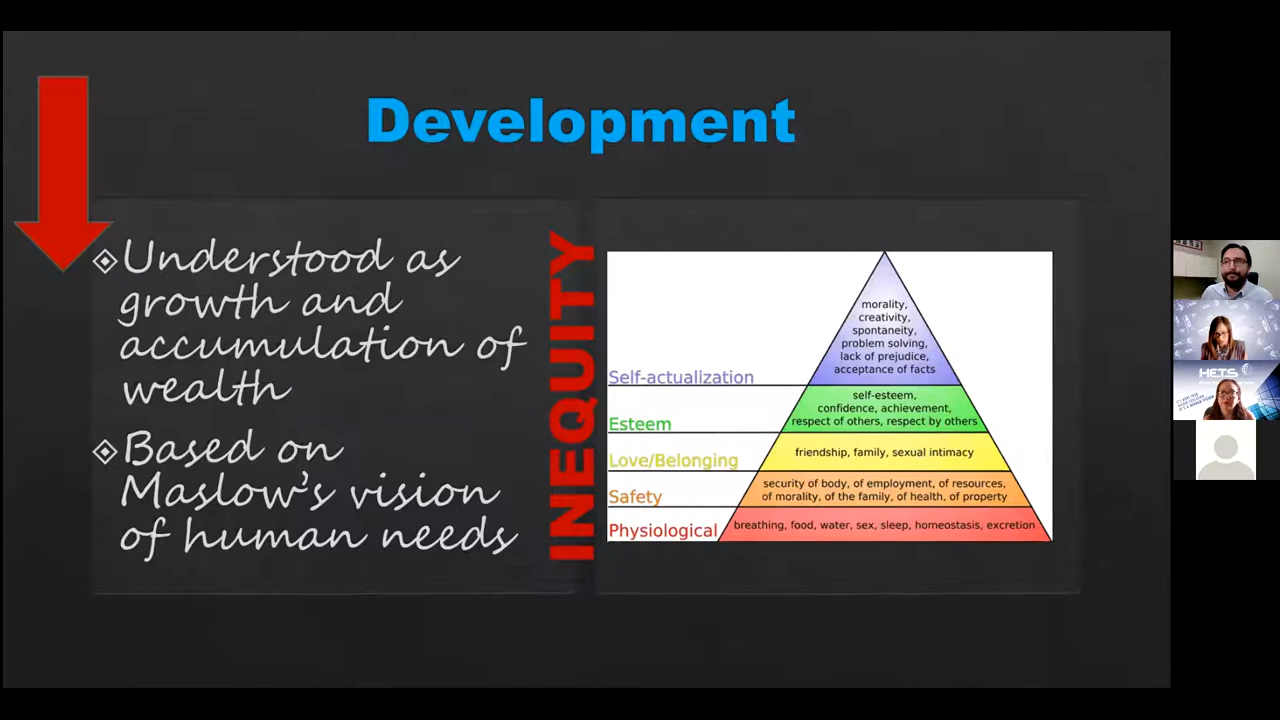 Development
Understood as
growth and
accumulation of
wealth
Based on
Maslow's vision
of human needs
INEQUITY
morality,
creativity,
spontaneity,
problem solving,
lack of prejudice,
acceptance of facts
Self-actualization
self-esteem,
confidence, achievement,
respect of others, respect by others
Esteem
friendship, family, sexual intimacy
Love/Belonging
security of body, of employment, of resources,
of morality, of the family, of health, of property
Safety
breathing, food, water, sex, sleep, homeostasis, excretion
Physiological
HETS